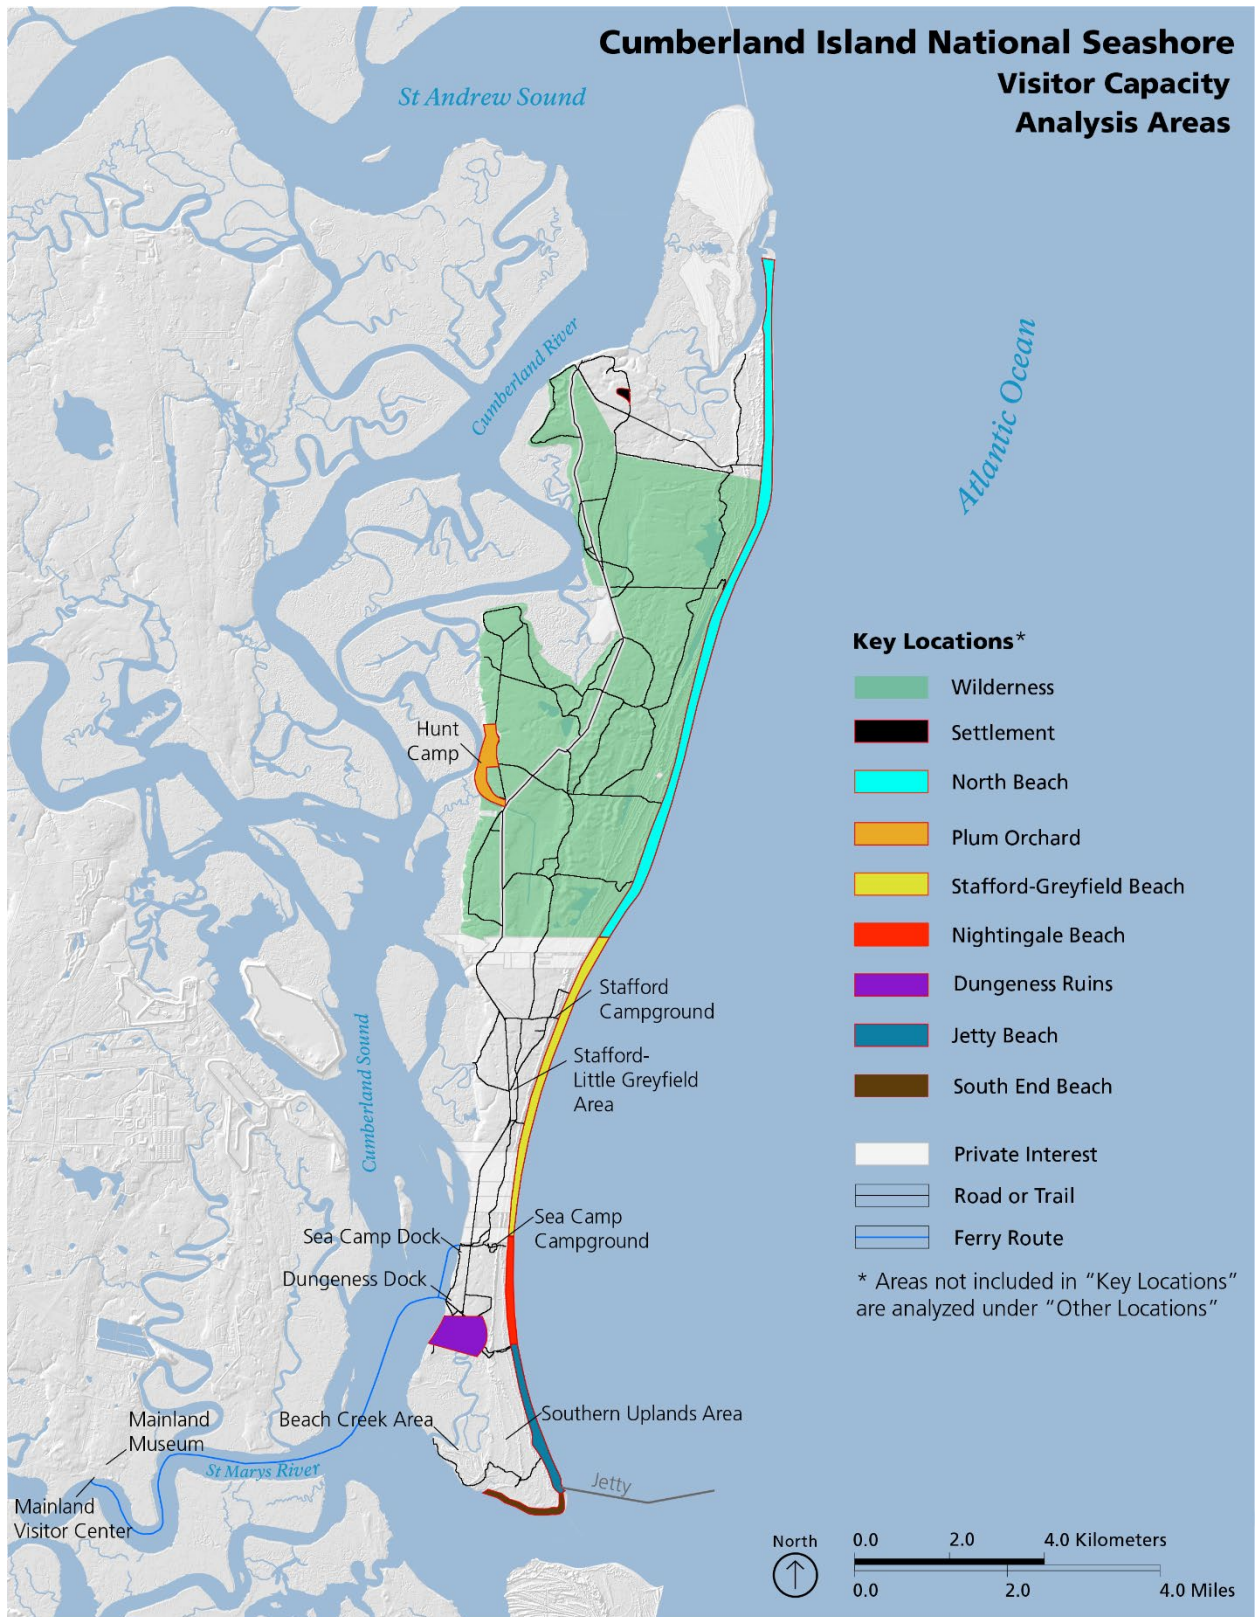 Cumberland Island National Seashore
Visitor Capacity
Analysis Areas
St Andrew Sound
Cumberland River
Atlantic Ocean
Hunt
Camp
Stafford
Campground
Stafford-
Little Greyfield
Area
Cumberland Sound
Sea Camp Dock
Sea Camp
Campground
Dungeness Dock
Mainland
Museum
Beach Creek Area
Southern Uplands Area
St Marys River
Jetty
Mainland
Visitor Center
Key Locations*
Wilderness
Settlement
North Beach
Plum Orchard
Stafford-Greyfield Beach
Nightingale Beach
Dungeness Ruins
Jetty Beach
South End Beach
Private Interest
Road or Trail
Ferry Route
* Areas not included in “Key Locations”
are analyzed under “Other Locations”
North
0.0 2.0 4.0 Kilometers
0.0 2.0 4.0 Miles